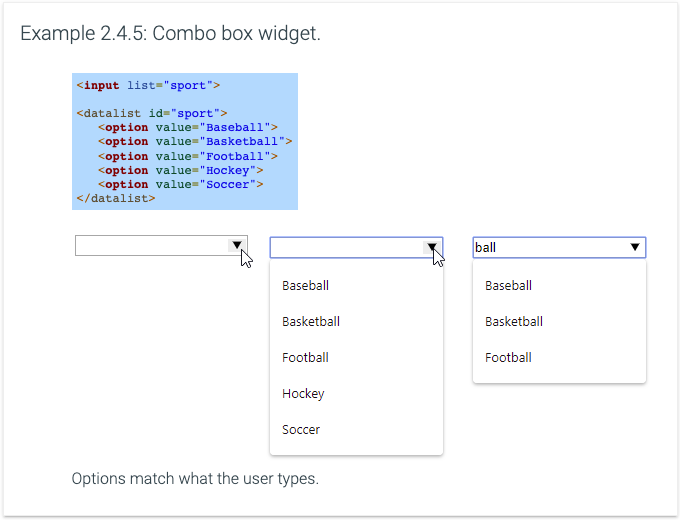 Example 2.4.5: Combo box widget.
<input list="sport">
<datalist id="sport">
<option value="Baseball">
<option value="Basketball">
<option value="Football">
<option value="Hockey">
<option value="Soccer">
</datalist>
ball
Baseball
Basketball
Football
Hockey
Soccer
Baseball
Basketball
Football
Options match what the user types.